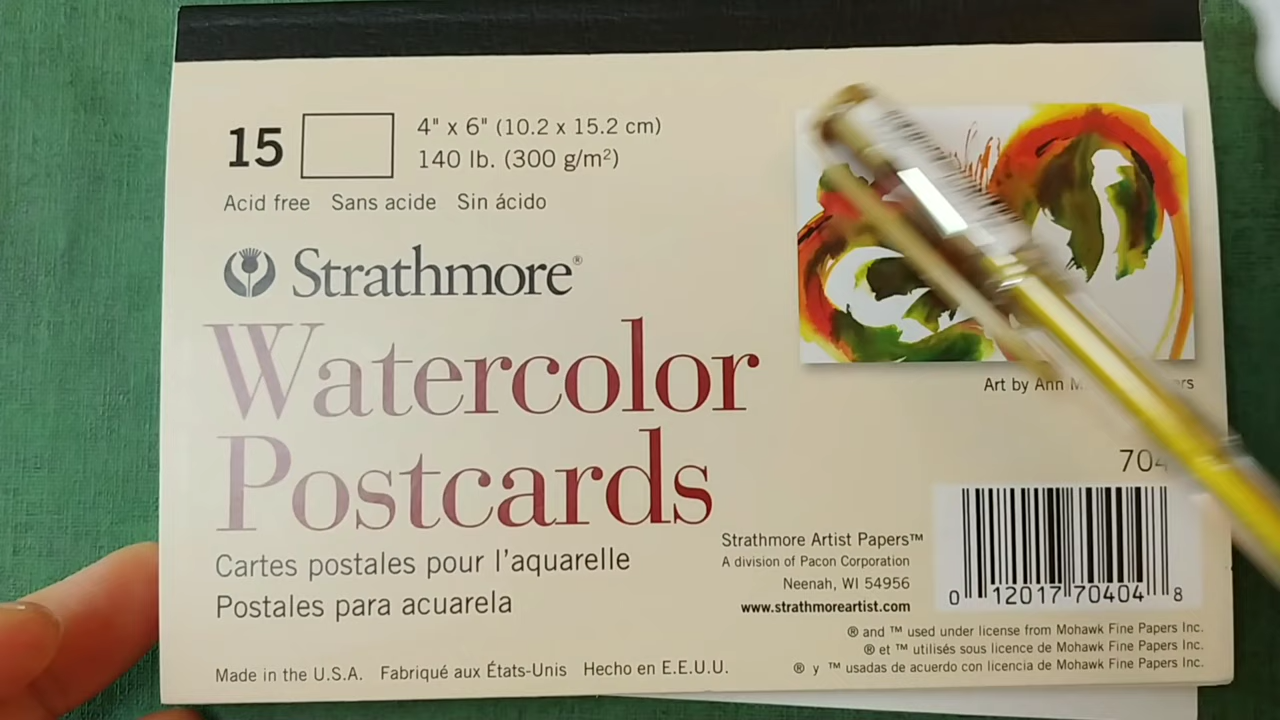 15
4" x 6" (10.2 x 15.2 cm)
140 lb. (300 g/m²)
Acid free Sans acide Sin ácido
Strathmore®
Watercolor
Postcards
Cartes postales pour l'aquarelle
Postales para acuarela
Made in the U.S.A. Fabriqué aux États-Unis Hecho en E.E.U.U.
Art by Ann
704
Strathmore Artist Papers™
A division of Pacon Corporation
Neenah, WI 54956
www.strathmoreartist.com
0 12017 70404 8
® and ™ used under license from Mohawk Fine Papers Inc.
® et ™ utilisés sous licence de Mohawk Fine Papers Inc.
® y ™ usadas de acuerdo con licencia de Mohawk Fine Papers Inc.